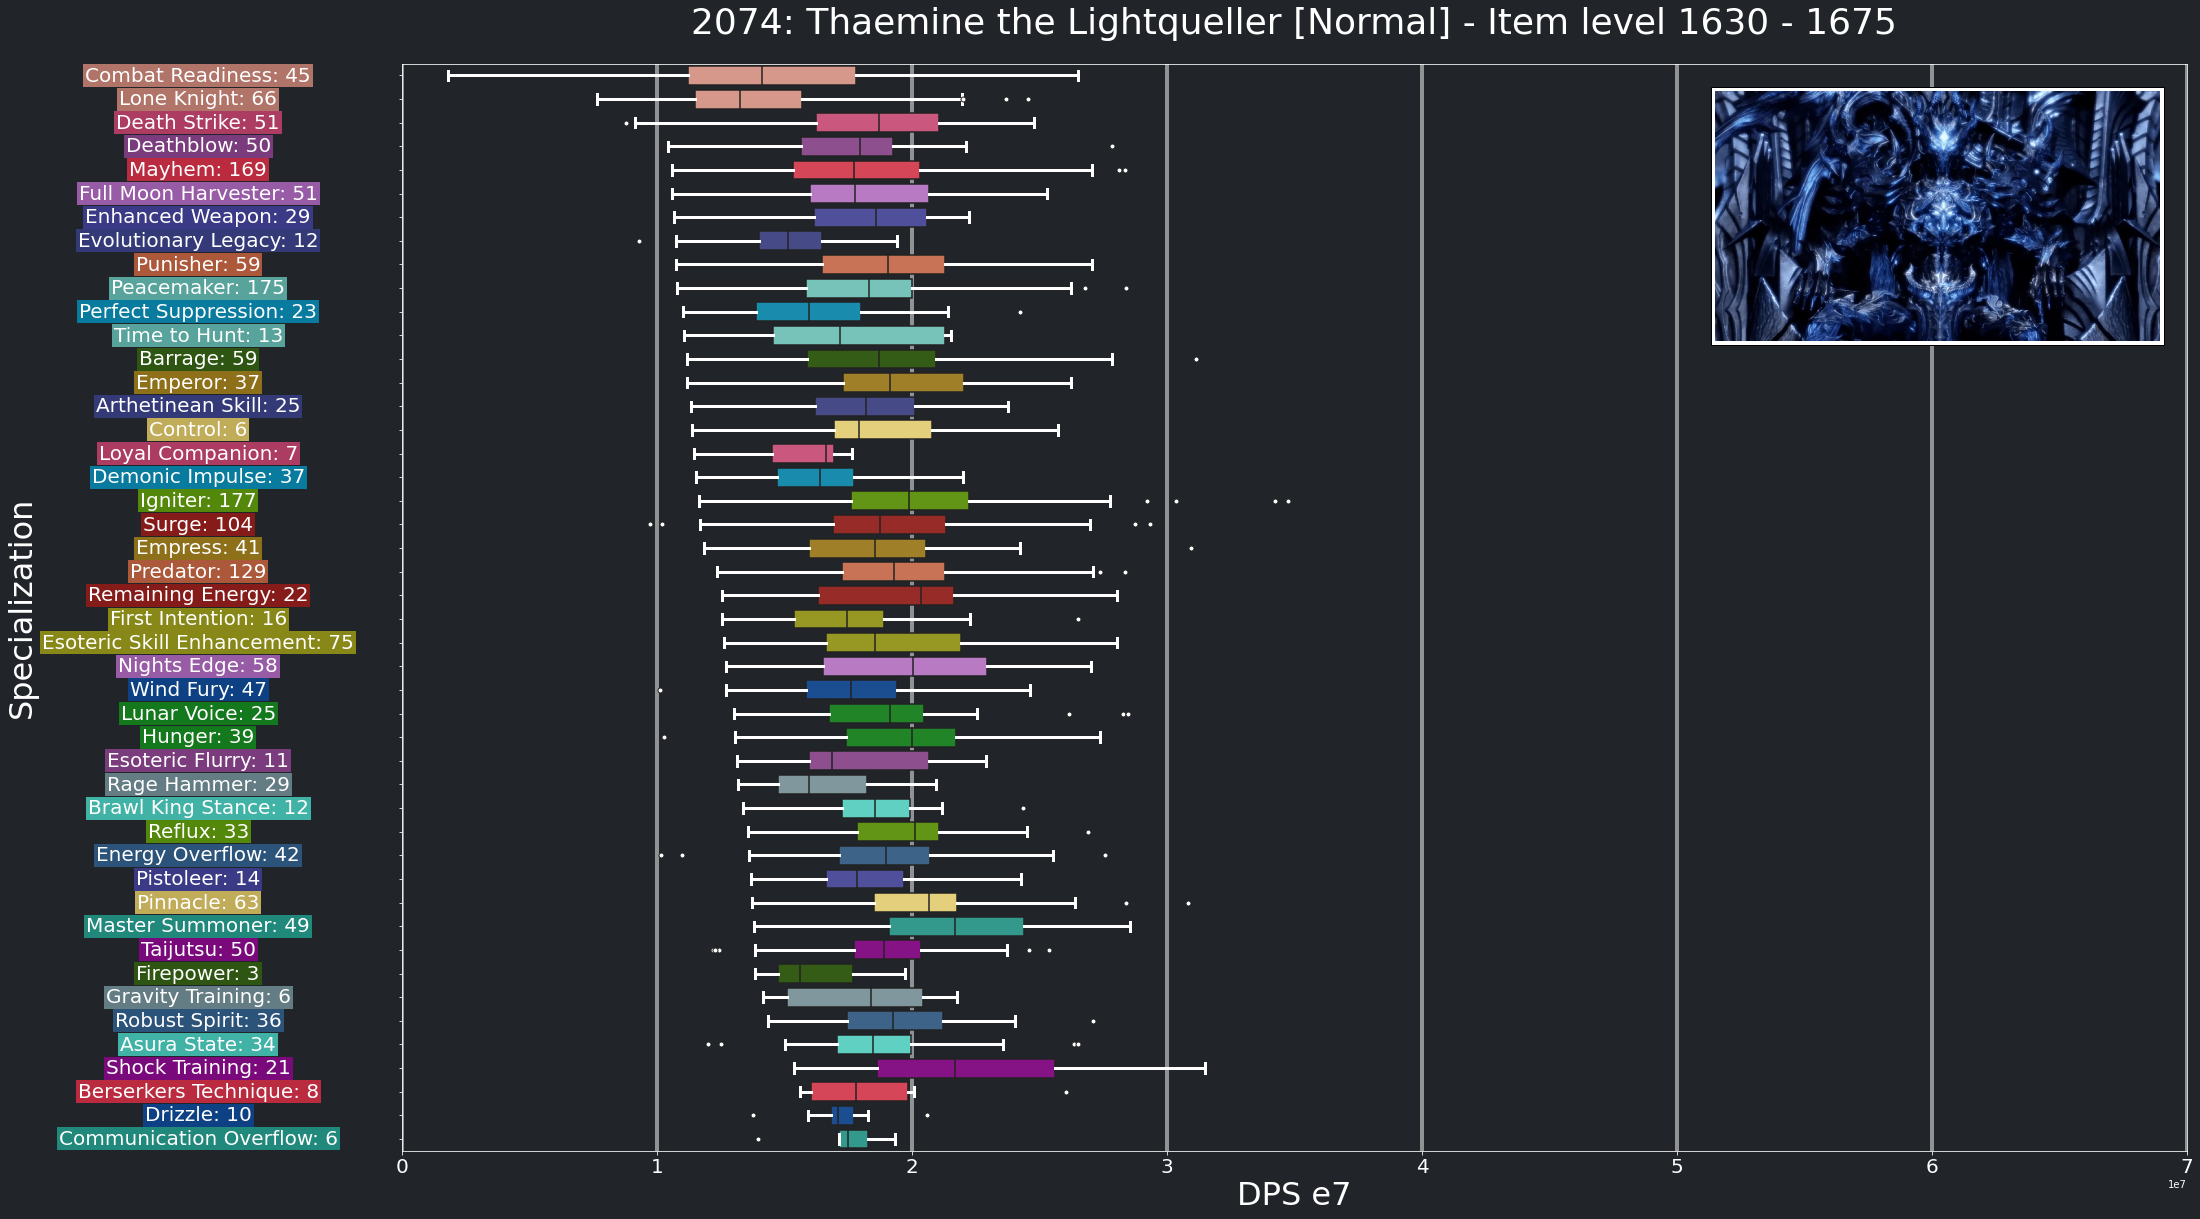 2074: Thaemine the Lightqueller [Normal] - Item level 1630 - 1675
Specialization
Combat Readiness: 45
Lone Knight: 66
Death Strike: 51
Deathblow: 50
Mayhem: 169
Full Moon Harvester: 51
Enhanced Weapon: 29
Evolutionary Legacy: 12
Punisher: 59
Peacemaker: 175
Perfect Suppression: 23
Time to Hunt: 13
Barrage: 59
Emperor: 37
Arthetinean Skill: 25
Control: 6
Loyal Companion: 7
Demonic Impulse: 37
Igniter: 177
Surge: 104
Empress: 41
Predator: 129
Remaining Energy: 22
First Intention: 16
Esoteric Skill Enhancement: 75
Nights Edge: 58
Wind Fury: 47
Lunar Voice: 25
Hunger: 39
Esoteric Flurry: 11
Rage Hammer: 29
Brawl King Stance: 12
Reflux: 33
Energy Overflow: 42
Pistoleer: 14
Pinnacle: 63
Master Summoner: 49
Taijutsu: 50
Firepower: 3
Gravity Training: 6
Robust Spirit: 36
Asura State: 34
Shock Training: 21
Berserkers Technique: 8
Drizzle: 10
Communication Overflow: 6
0 1 2 3 4 5 6 7
1e7
DPS e7